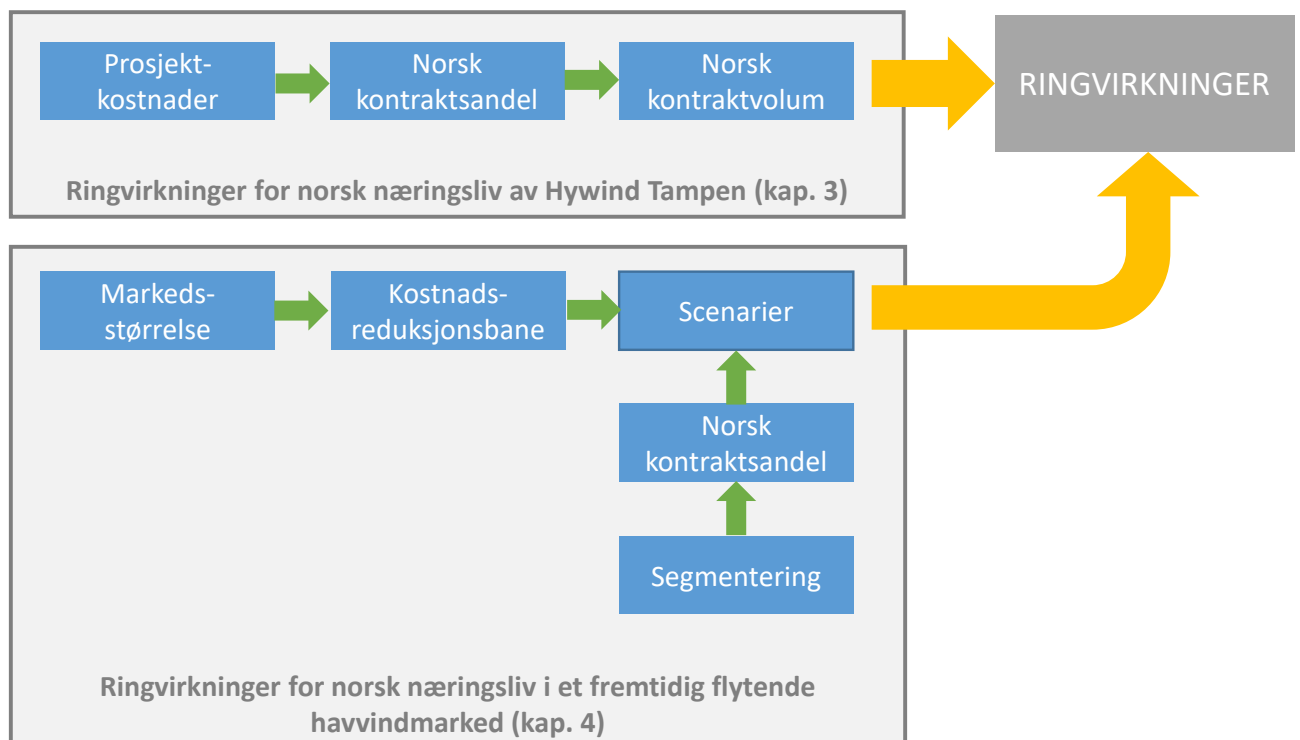 Prosjekt-
kostnader
Norsk
kontraktsandel
Norsk
kontraktvolum
RINGVIRKNINGER
Ringvirkninger for norsk næringsliv av Hywind Tampen (kap. 3)
Markeds-
størrelse
Kostnads-
reduksjonsbane
Scenarier
Norsk
kontraktsandel
Segmentering
Ringvirkninger for norsk næringsliv i et fremtidig flytende
havvindmarked (kap. 4)